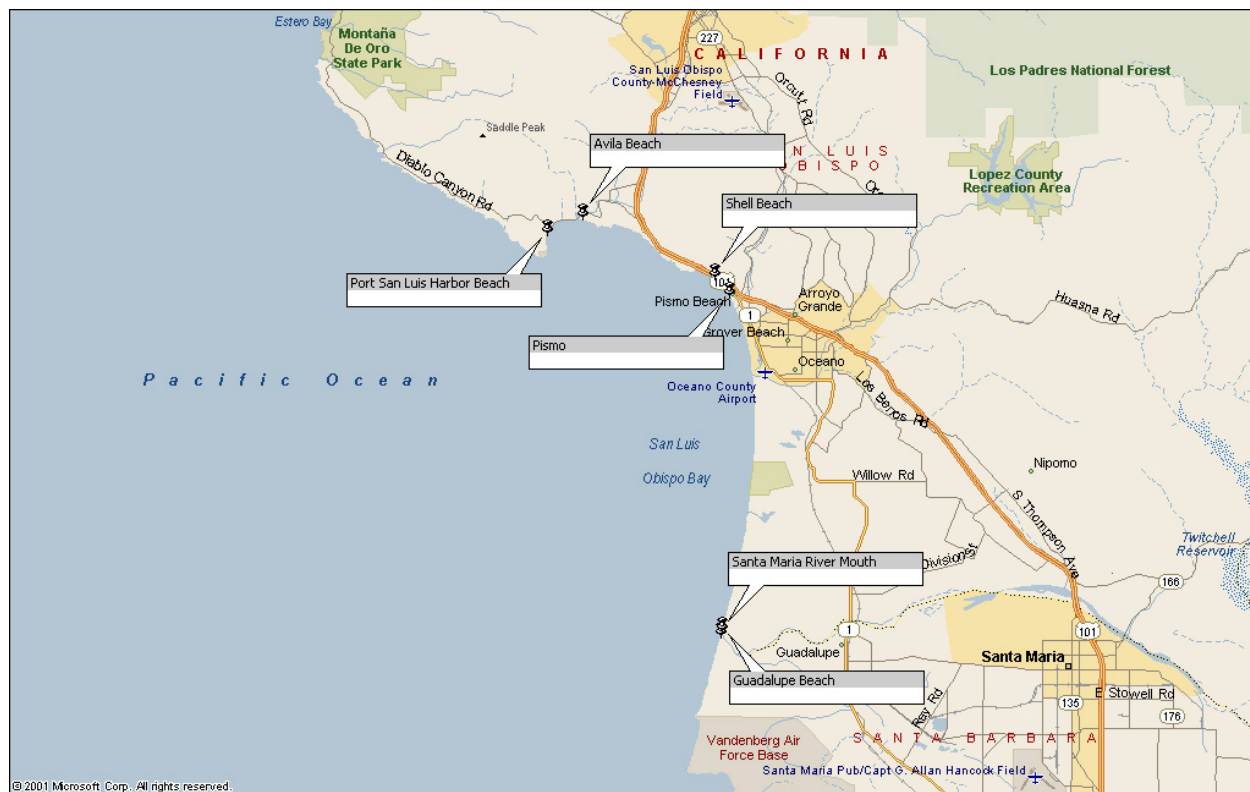 Estero Bay
Montaña
De Oro
State Park
227
CALIFORNIA
San Luis Obispo
County-McChesney
Field
Orcutt Rd
Los Padres National Forest
Saddle Peak
Avila Beach
N LUIS
OBISPO
Lopez County
Recreation Area
Diablo Canyon Rd
Shell Beach
Port San Luis Harbor Beach
101
Pismo Beach
Arroyo
Grande
Huasna Rd
1
Grover Beach
Pismo
Oceano
Pacific Ocean
Oceano County
Airport
Los Berros Rd
San Luis
Obispo Bay
Willow Rd
Nipomo
S Thompson Ave
Twitchell
Reservoir
Division St
Santa Maria River Mouth
166
1
101
Guadalupe
Santa Maria
Guadalupe Beach
E Stowell Rd
Ray Rd
135
176
SANTA BARBARA
Vandenberg Air
Force Base
Santa Maria Pub/Capt G. Allan Hancock Field
© 2001 Microsoft Corp. All rights reserved.